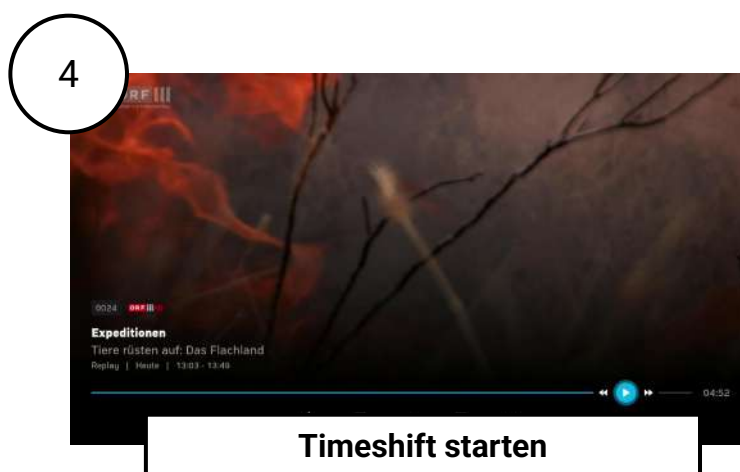 4
ORF III
0024 ORF III
Expeditionen
Tiere rüsten auf: Das Flachland
Replay | Heute | 13:03 - 13:49
04:52
Timeshift starten